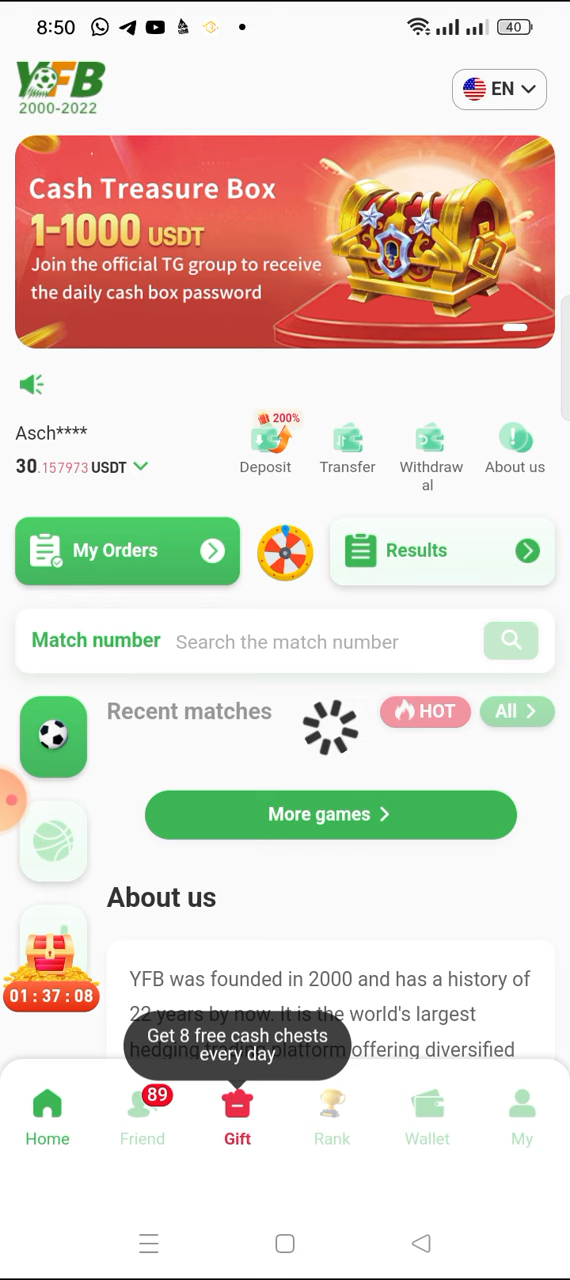 8:50
40
YFB
2000-2022
EN
Cash Treasure Box
1-1000 USDT
Join the official TG group to receive
the daily cash box password
Asch****
200%
30.157973 USDT
Deposit
Transfer
Withdraw
al
About us
My Orders
Results
Match number
Search the match number
Recent matches
HOT
All
More games
About us
YFB was founded in 2000 and has a history of
22 years by now. It is the world's largest
hedging trading platform offering diversified
01:37:08
Get 8 free cash chests
every day
89
Home
Friend
Gift
Rank
Wallet
My